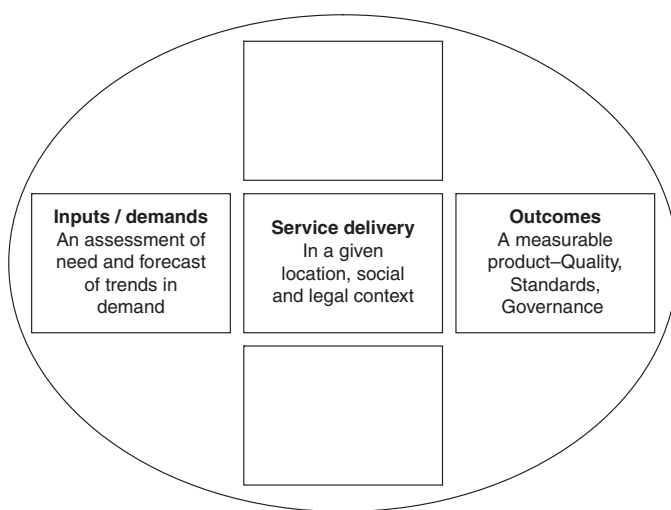 Inputs / demands
An assessment of
need and forecast
of trends in
demand
Service delivery
In a given
location, social
and legal context
Outcomes
A measurable
product–Quality,
Standards,
Governance